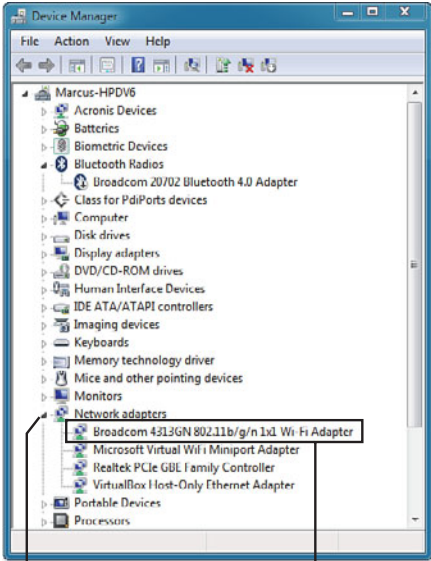 Device Manager
File Action View Help
Marcus-HPDV6
Acronis Devices
Batteries
Biometric Devices
Bluetooth Radios
Broadcom 20702 Bluetooth 4.0 Adapter
Class for PdiPorts devices
Computer
Disk drives
Display adapters
DVD/CD-ROM drives
Human Interface Devices
IDE ATA/ATAPI controllers
Imaging devices
Keyboards
Memory technology driver
Mice and other pointing devices
Monitors
Network adapters
Broadcom 4313GN 802.11b/g/n 1x1 Wi-Fi Adapter
Microsoft Virtual WiFi Miniport Adapter
Realtek PCIe GBE Family Controller
VirtualBox Host-Only Ethernet Adapter
Portable Devices
Processors